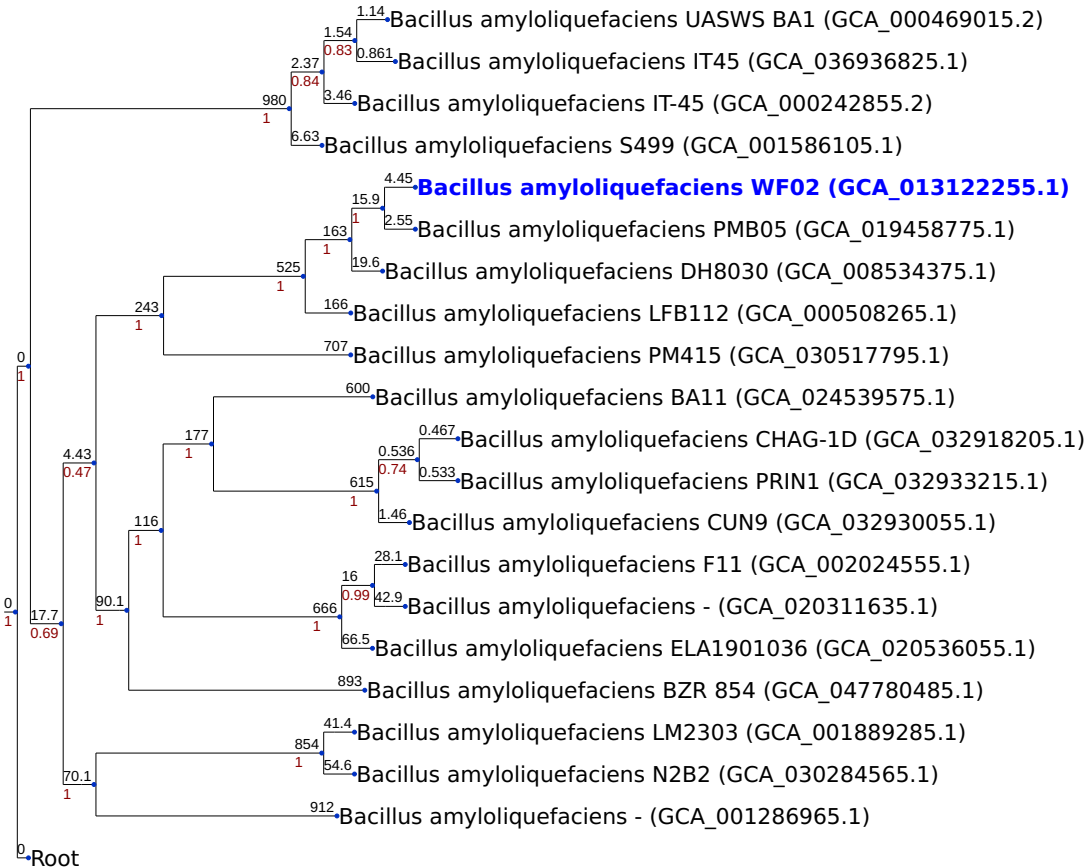 1.14 Bacillus amyloliquefaciens UASWS BA1 (GCA_000469015.2)
1.54
0.83 0.861 Bacillus amyloliquefaciens IT45 (GCA_036936825.1)
2.37
0.84
980 3.46 Bacillus amyloliquefaciens IT-45 (GCA_000242855.2)
1
6.63 Bacillus amyloliquefaciens S499 (GCA_001586105.1)
4.45 Bacillus amyloliquefaciens WF02 (GCA_013122255.1)
15.9
1 2.55 Bacillus amyloliquefaciens PMB05 (GCA_019458775.1)
163
1
525 19.6 Bacillus amyloliquefaciens DH8030 (GCA_008534375.1)
1
243 166 Bacillus amyloliquefaciens LFB112 (GCA_000508265.1)
1
707 Bacillus amyloliquefaciens PM415 (GCA_030517795.1)
0
1
600 Bacillus amyloliquefaciens BA11 (GCA_024539575.1)
177 0.467 Bacillus amyloliquefaciens CHAG-1D (GCA_032918205.1)
1
4.43 0.536
0.47 0.74
615 0.533 Bacillus amyloliquefaciens PRIN1 (GCA_032933215.1)
1
116 1.46 Bacillus amyloliquefaciens CUN9 (GCA_032930055.1)
1
28.1 Bacillus amyloliquefaciens F11 (GCA_002024555.1)
16
0.99
0 90.1 42.9 Bacillus amyloliquefaciens - (GCA_020311635.1)
1 1
17.7 666
0.69 1
66.5 Bacillus amyloliquefaciens ELA1901036 (GCA_020536055.1)
893 Bacillus amyloliquefaciens BZR 854 (GCA_047780485.1)
41.4 Bacillus amyloliquefaciens LM2303 (GCA_001889285.1)
854
1
70.1 54.6 Bacillus amyloliquefaciens N2B2 (GCA_030284565.1)
1
912 Bacillus amyloliquefaciens - (GCA_001286965.1)
0 Root